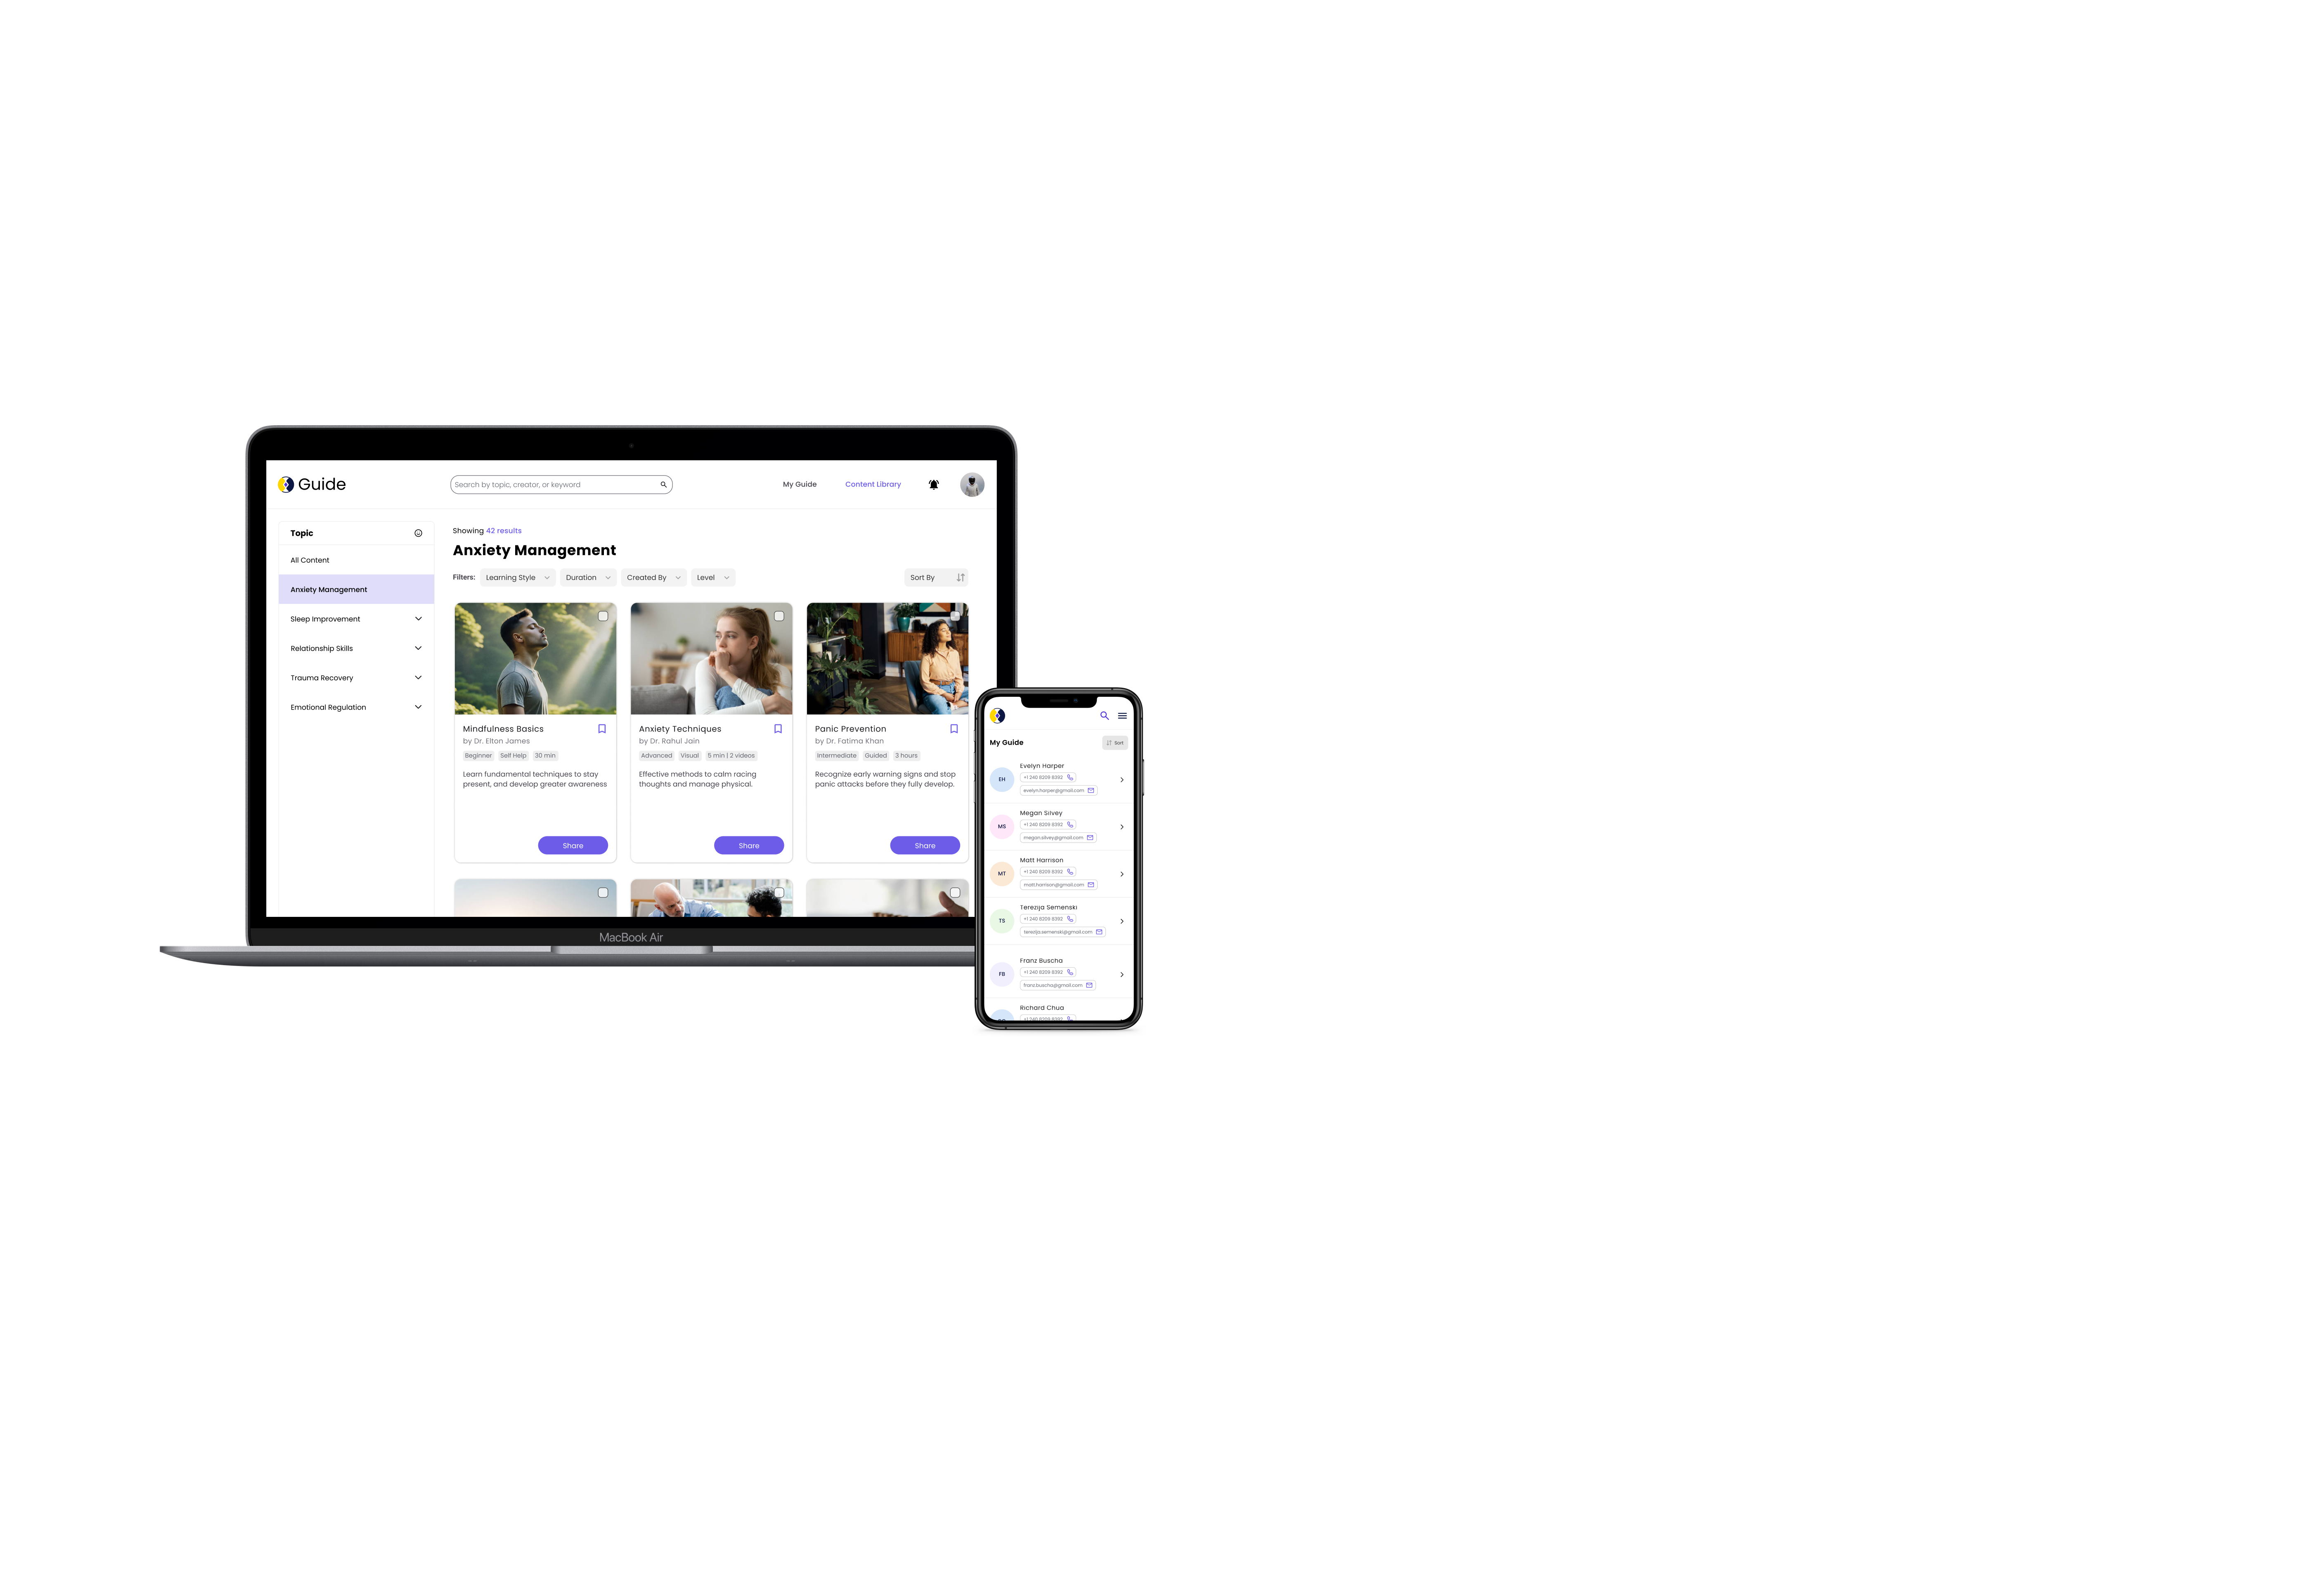 Guide
Search by topic, creator, or keyword
My Guide
Content Library
Topic
All Content
Anxiety Management
Sleep Improvement
Relationship Skills
Trauma Recovery
Emotional Regulation
Showing 42 results
Anxiety Management
Filters:
Learning Style
Duration
Created By
Level
Sort By
Mindfulness Basics
by Dr. Elton James
Beginner
Self Help
30 min
Learn fundamental techniques to stay
present, and develop greater awareness
Share
Anxiety Techniques
by Dr. Rahul Jain
Advanced
Visual
5 min | 2 videos
Effective methods to calm racing
thoughts and manage physical.
Share
Panic Prevention
by Dr. Fatima Khan
Intermediate
Guided
3 hours
Recognize early warning signs and stop
panic attacks before they fully develop.
Share
MacBook Air
My Guide
Sort
EH
Evelyn Harper
+1 240 8209 8392
evelyn.harper@gmail.com
MS
Megan Silvey
+1 240 8209 8392
megan.silvey@gmail.com
MT
Matt Harrison
+1 240 8209 8392
matt.harrison@gmail.com
TS
Terezija Semenski
+1 240 8209 8392
terezija.semenski@gmail.com
FB
Franz Buscha
+1 240 8209 8392
franz.buscha@gmail.com
Richard Chua
+1 240 8209 8392